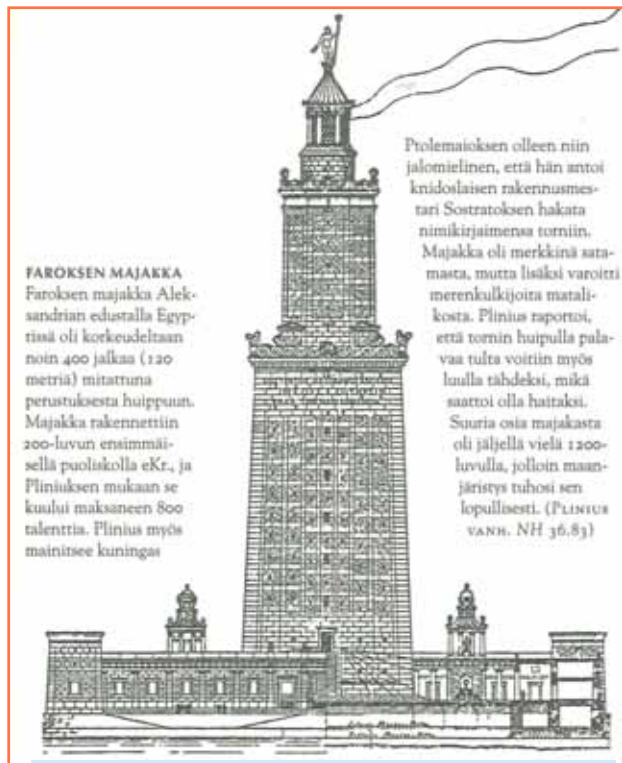 FAROKSEN MAJAKKA
Faroksen majakka Alek-
sandrian edustalla Egyp-
tissä oli korkeudeltaan
noin 400 jalkaa (120
metriä) mitattuna
perustuksesta huippuun.
Majakka rakennettiin
200-luvun ensimmäi-
sellä puoliskolla eKr., ja
Pliniuksen mukaan se
kuului maksaneen 800
talenttia. Plinius myös
mainitsee kuningas
Ptolemaioksen olleen niin
jalomielinen, että hän antoi
knidoslaisen rakennusmes-
tari Sostratoksen hakata
nimikirjaimensa torniin.
Majakka oli merkkinä sata-
masta, mutta lisäksi varoitti
merenkulkijoita matali-
kosta. Plinius raportoi,
että tornin huipulla pala-
vaa tulta voitiin myös
luulla tähdeksi, mikä
saattoi olla haitaksi.
Suuria osia majakasta
oli jäljellä vielä 1200-
luvulla, jolloin maan-
järistys tuhosi sen
lopullisesti. (PLINIUS
VANH. NH 36.83)